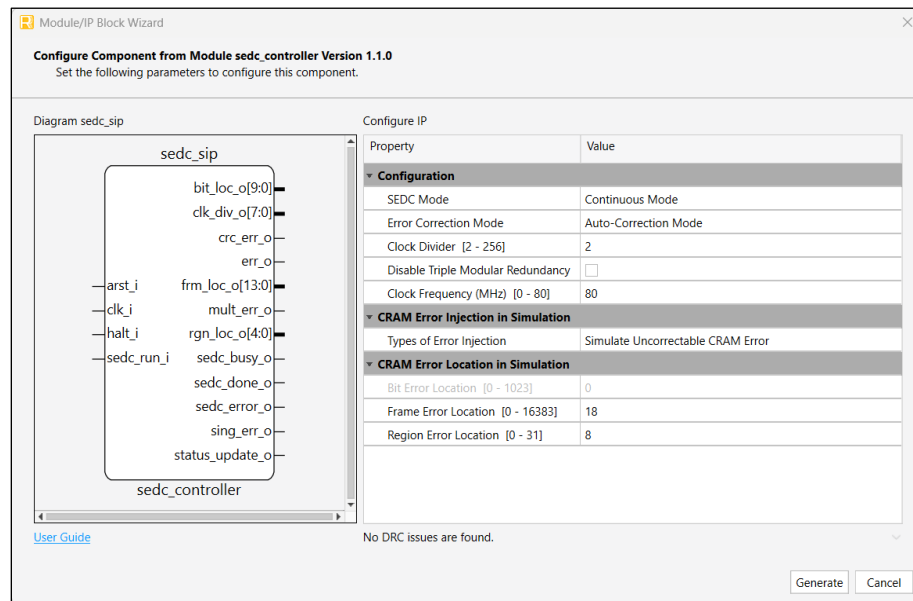 Module/IP Block Wizard
Configure Component from Module sedc_controller Version 1.1.0
Set the following parameters to configure this component.
Diagram sedc_sip
sedc_sip
bit_loc_o[9:0]
clk_div_o[7:0]
crc_err_o
err_o
arst_i frm_loc_o[13:0]
clk_i mult_err_o
halt_i rgn_loc_o[4:0]
sedc_run_i sedc_busy_o
sedc_done_o
sedc_error_o
sing_err_o
status_update_o
sedc_controller
User Guide
Configure IP
Property Value
Configuration
SEDC Mode Continuous Mode
Error Correction Mode Auto-Correction Mode
Clock Divider [2 - 256] 2
Disable Triple Modular Redundancy
Clock Frequency (MHz) [0 - 80] 80
CRAM Error Injection in Simulation
Types of Error Injection Simulate Uncorrectable CRAM Error
CRAM Error Location in Simulation
Bit Error Location [0 - 1023] 0
Frame Error Location [0 - 16383] 18
Region Error Location [0 - 31] 8
No DRC issues are found.
Generate Cancel